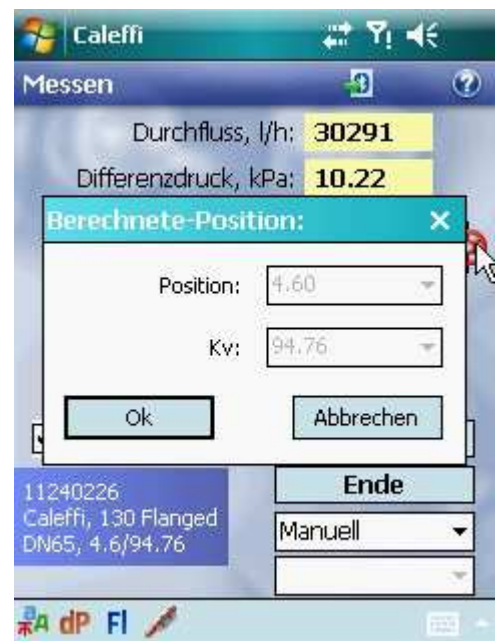 Caleffi
Messen
Durchfluss, l/h: 30291
Differenzdruck, kPa: 10.22
Berechnete-Position:
Position: 4.60
Kv: 94.76
Ok Abbrechen
Ende
11240226
Caleffi, 130 Flanged
DN65, 4.6/94.76
Manuell
aA dP Fl